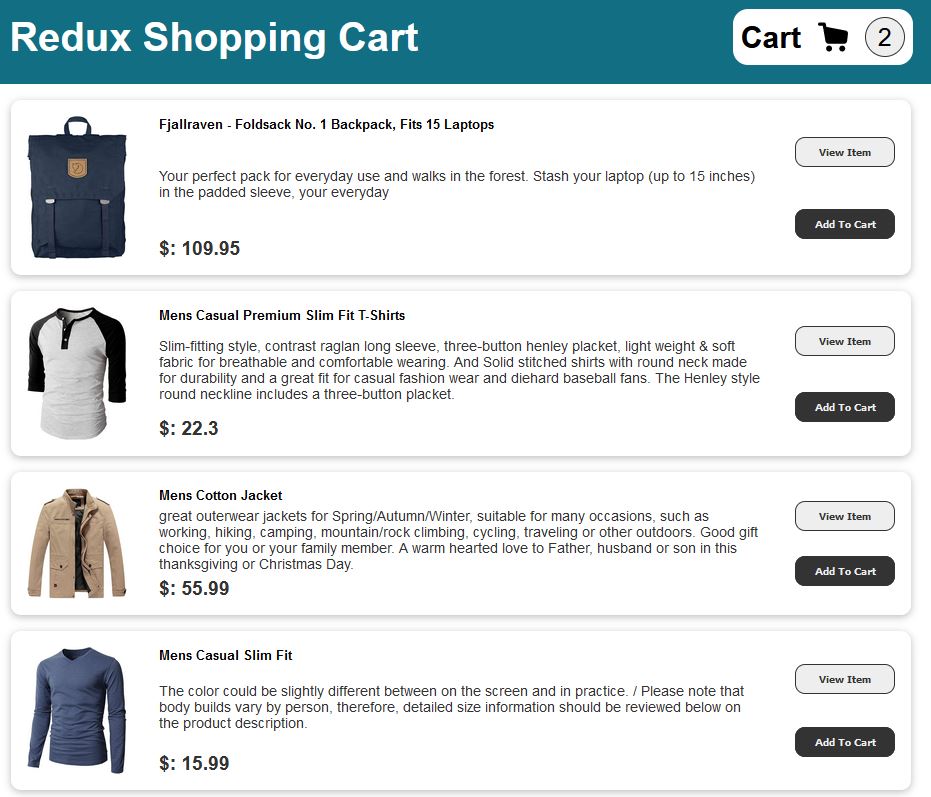 Redux Shopping Cart
Cart 2
Fjallraven - Foldsack No. 1 Backpack, Fits 15 Laptops
View Item
Your perfect pack for everyday use and walks in the forest. Stash your laptop (up to 15 inches)
in the padded sleeve, your everyday
Add To Cart
$: 109.95
Mens Casual Premium Slim Fit T-Shirts
View Item
Slim-fitting style, contrast raglan long sleeve, three-button henley placket, light weight & soft
fabric for breathable and comfortable wearing. And Solid stitched shirts with round neck made
for durability and a great fit for casual fashion wear and diehard baseball fans. The Henley style
round neckline includes a three-button placket.
Add To Cart
$: 22.3
Mens Cotton Jacket
great outerwear jackets for Spring/Autumn/Winter, suitable for many occasions, such as
working, hiking, camping, mountain/rock climbing, cycling, traveling or other outdoors. Good gift
choice for you or your family member. A warm hearted love to Father, husband or son in this
thanksgiving or Christmas Day.
View Item
Add To Cart
$: 55.99
Mens Casual Slim Fit
View Item
The color could be slightly different between on the screen and in practice. / Please note that
body builds vary by person, therefore, detailed size information should be reviewed below on
the product description.
Add To Cart
$: 15.99